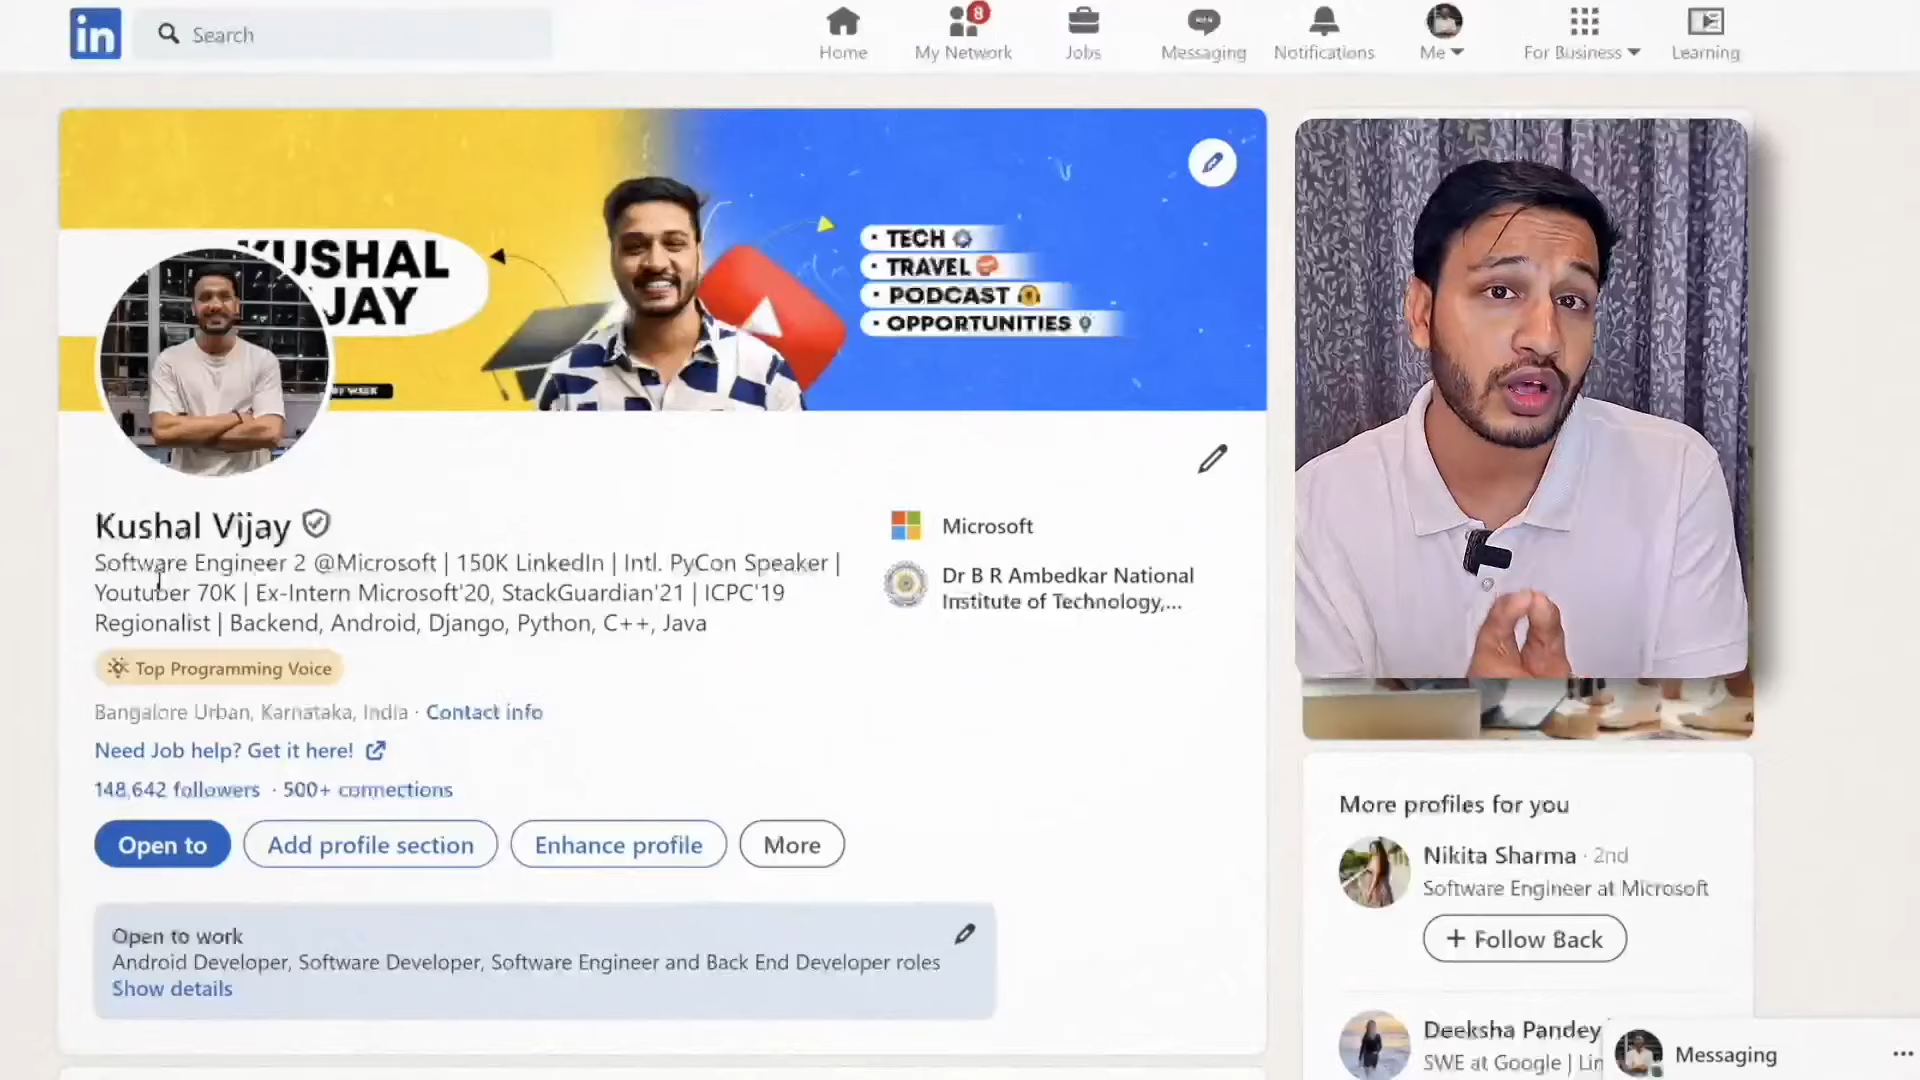 in
Search
Home
8
My Network
Jobs
Messaging
Notifications
Me
For Business
Learning
KUSHAL
JAY
TECH
TRAVEL
PODCAST
OPPORTUNITIES
Kushal Vijay
Software Engineer 2 @Microsoft | 150K LinkedIn | Intl. PyCon Speaker |
Youtuber 70K | Ex-Intern Microsoft'20, StackGuardian'21 | ICPC'19
Regionalist | Backend, Android, Django, Python, C++, Java
Top Programming Voice
Bangalore Urban, Karnataka, India · Contact info
Need Job help? Get it here!
148,642 followers · 500+ connections
Open to
Add profile section
Enhance profile
More
Open to work
Android Developer, Software Developer, Software Engineer and Back End Developer roles
Show details
Microsoft
Dr B R Ambedkar National
Institute of Technology,...
More profiles for you
Nikita Sharma · 2nd
Software Engineer at Microsoft
+ Follow Back
Deeksha Pandey
SWE at Google | Lin
Messaging